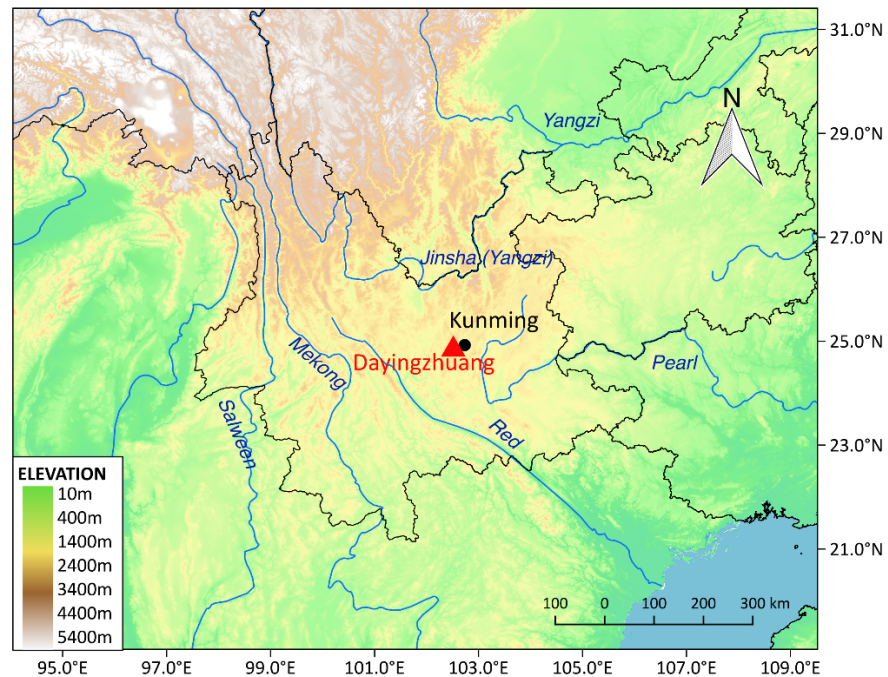 31.0°N
N
Yangzi
29.0°N
27.0°N
Jinsha (Yangzi)
Kunming
25.0°N
Dayingzhuang
Mekong
Pearl
Salween
Red
23.0°N
ELEVATION
10m
400m
1400m
2400m
3400m
4400m
5400m
21.0°N
100 0 100 200 300 km
95.0°E 97.0°E 99.0°E 101.0°E 103.0°E 105.0°E 107.0°E 109.0°E